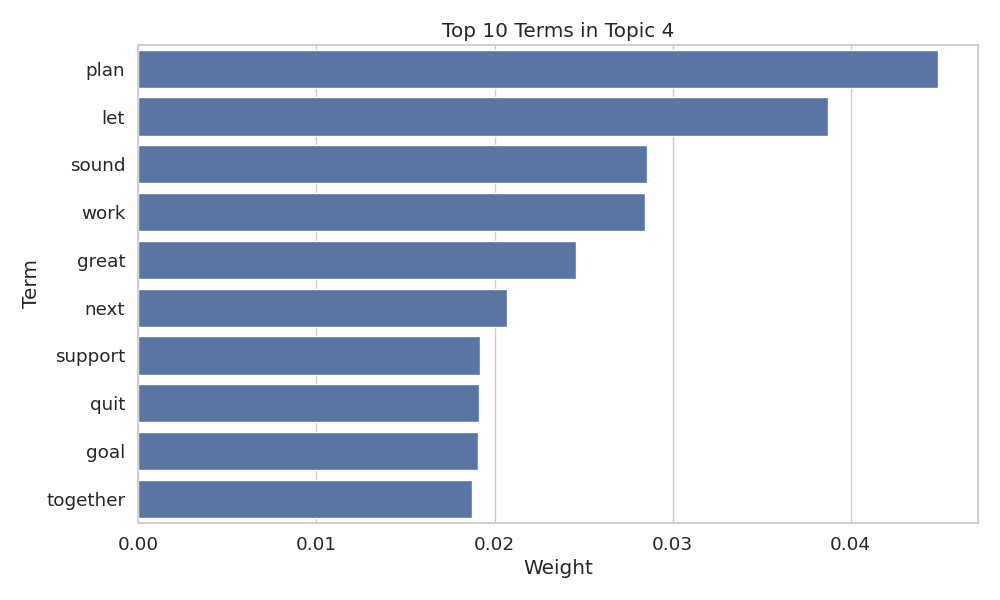 Top 10 Terms in Topic 4
Term
plan
let
sound
work
great
next
support
quit
goal
together
0.00 0.01 0.02 0.03 0.04
Weight